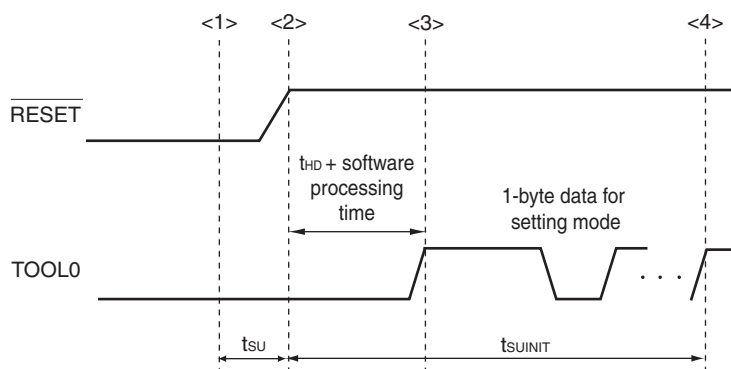 <1> <2> <3> <4>
RESET
tHD + software
processing
time
1-byte data for
setting mode
TOOL0
. . .
tSU
tSUINIT